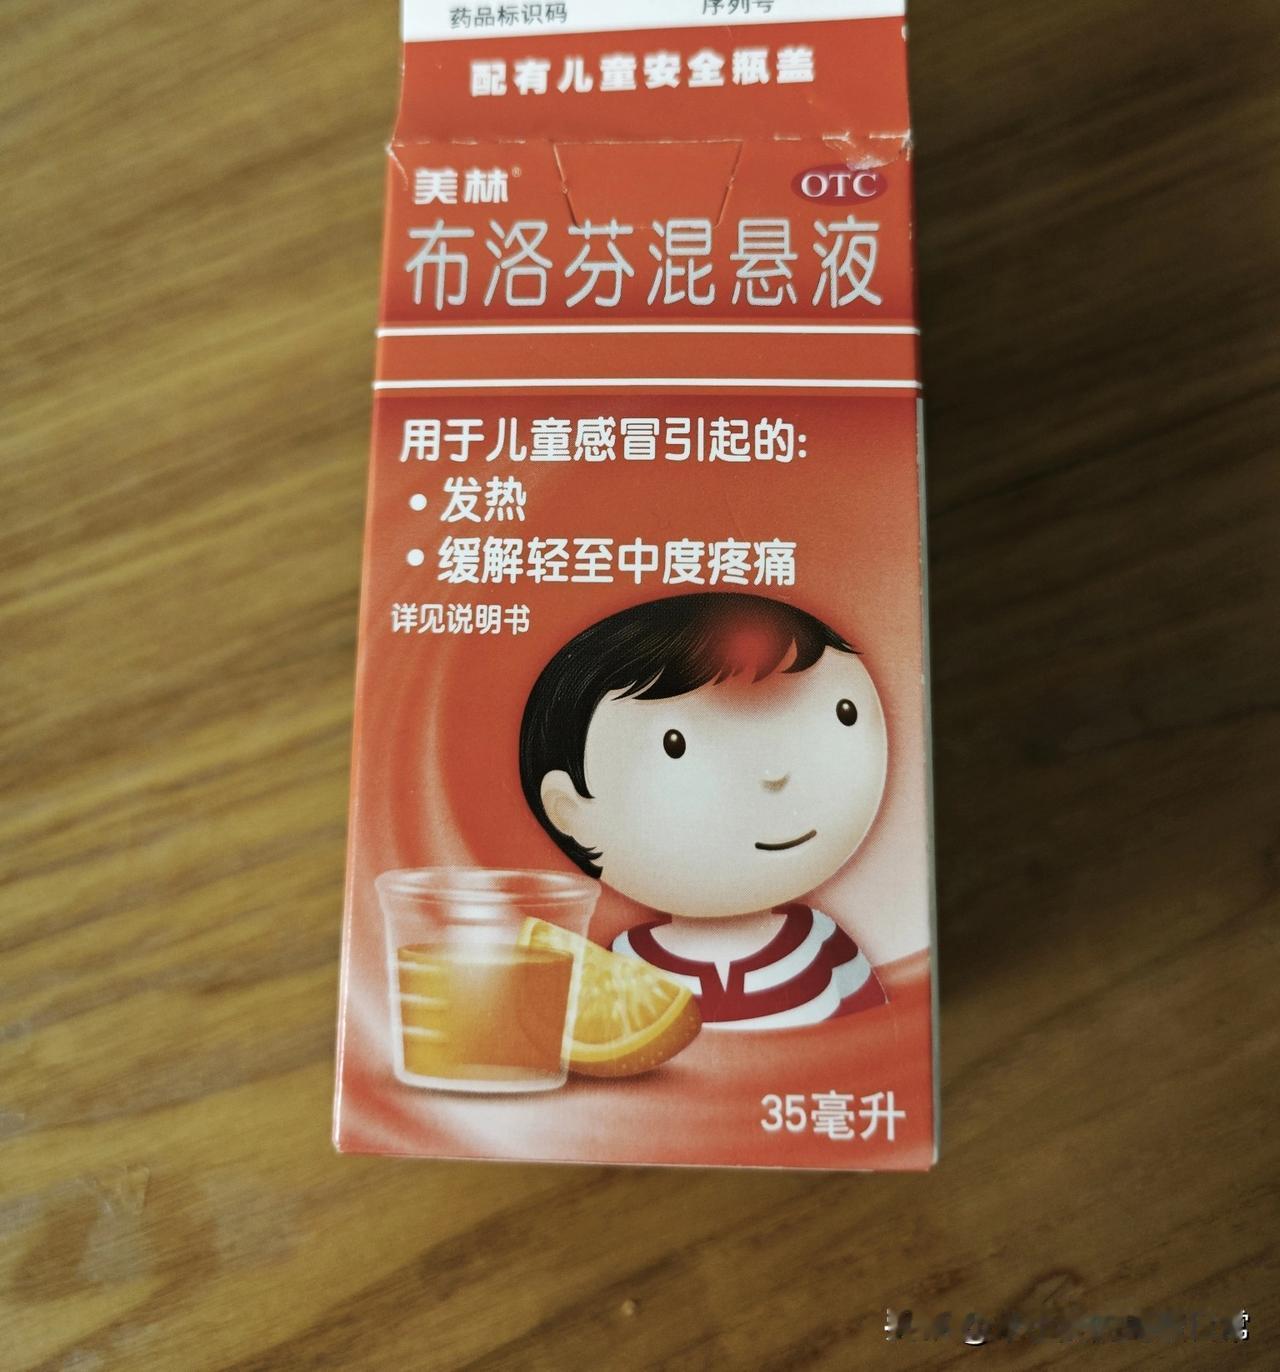 药品标识码 序列号
配有儿童安全瓶盖
美林®
OTC
布洛芬混悬液
用于儿童感冒引起的:
• 发热
• 缓解轻至中度疼痛
详见说明书
35毫升